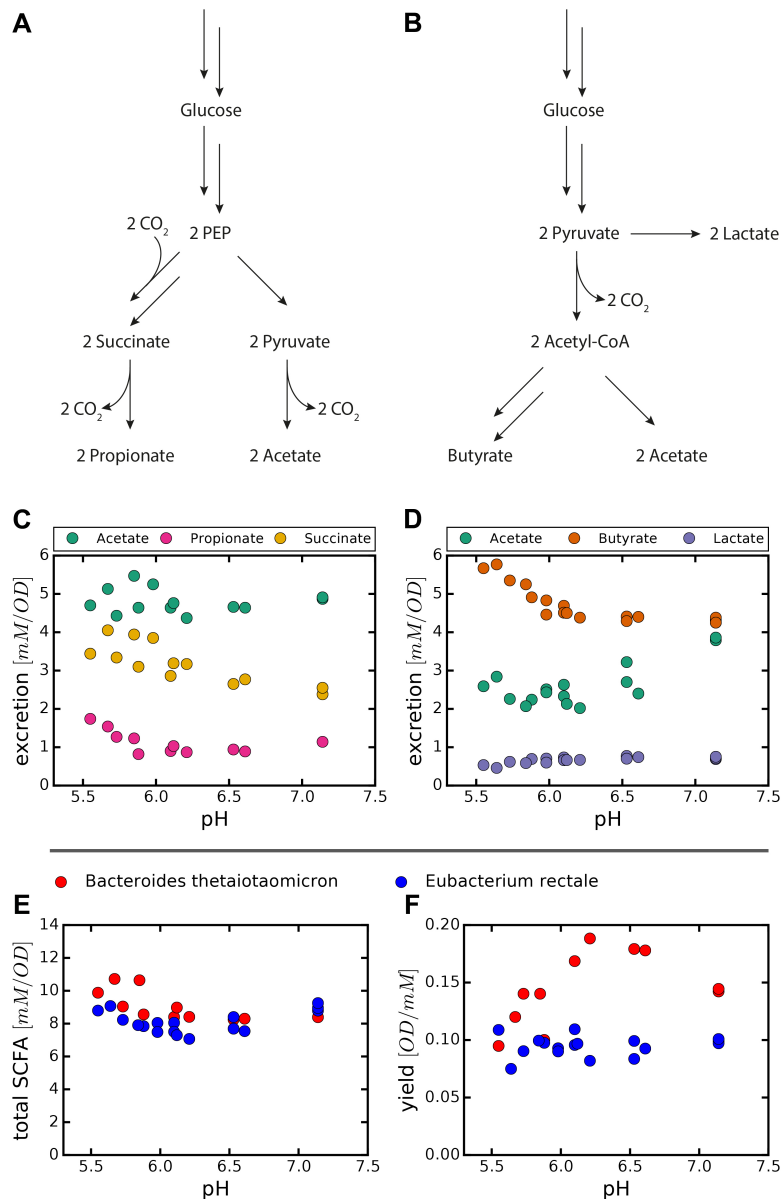 A
B
Glucose
Glucose
2 CO2
2 PEP
2 Pyruvate
2 Lactate
2 CO2
2 Succinate
2 Pyruvate
2 Acetyl-CoA
2 CO2
2 CO2
2 Propionate
2 Acetate
Butyrate
2 Acetate
C
D
Acetate Propionate Succinate
Acetate Butyrate Lactate
6
5
4
3
2
1
0
excretion [mM/OD]
5.5 6.0 6.5 7.0 7.5
pH
6
5
4
3
2
1
0
excretion [mM/OD]
5.5 6.0 6.5 7.0 7.5
pH
Bacteroides thetaiotaomicron
Eubacterium rectale
E
F
14
12
10
8
6
4
2
0
total SCFA [mM/OD]
5.5 6.0 6.5 7.0 7.5
pH
0.20
0.15
0.10
0.05
0.00
yield [OD/mM]
5.5 6.0 6.5 7.0 7.5
pH